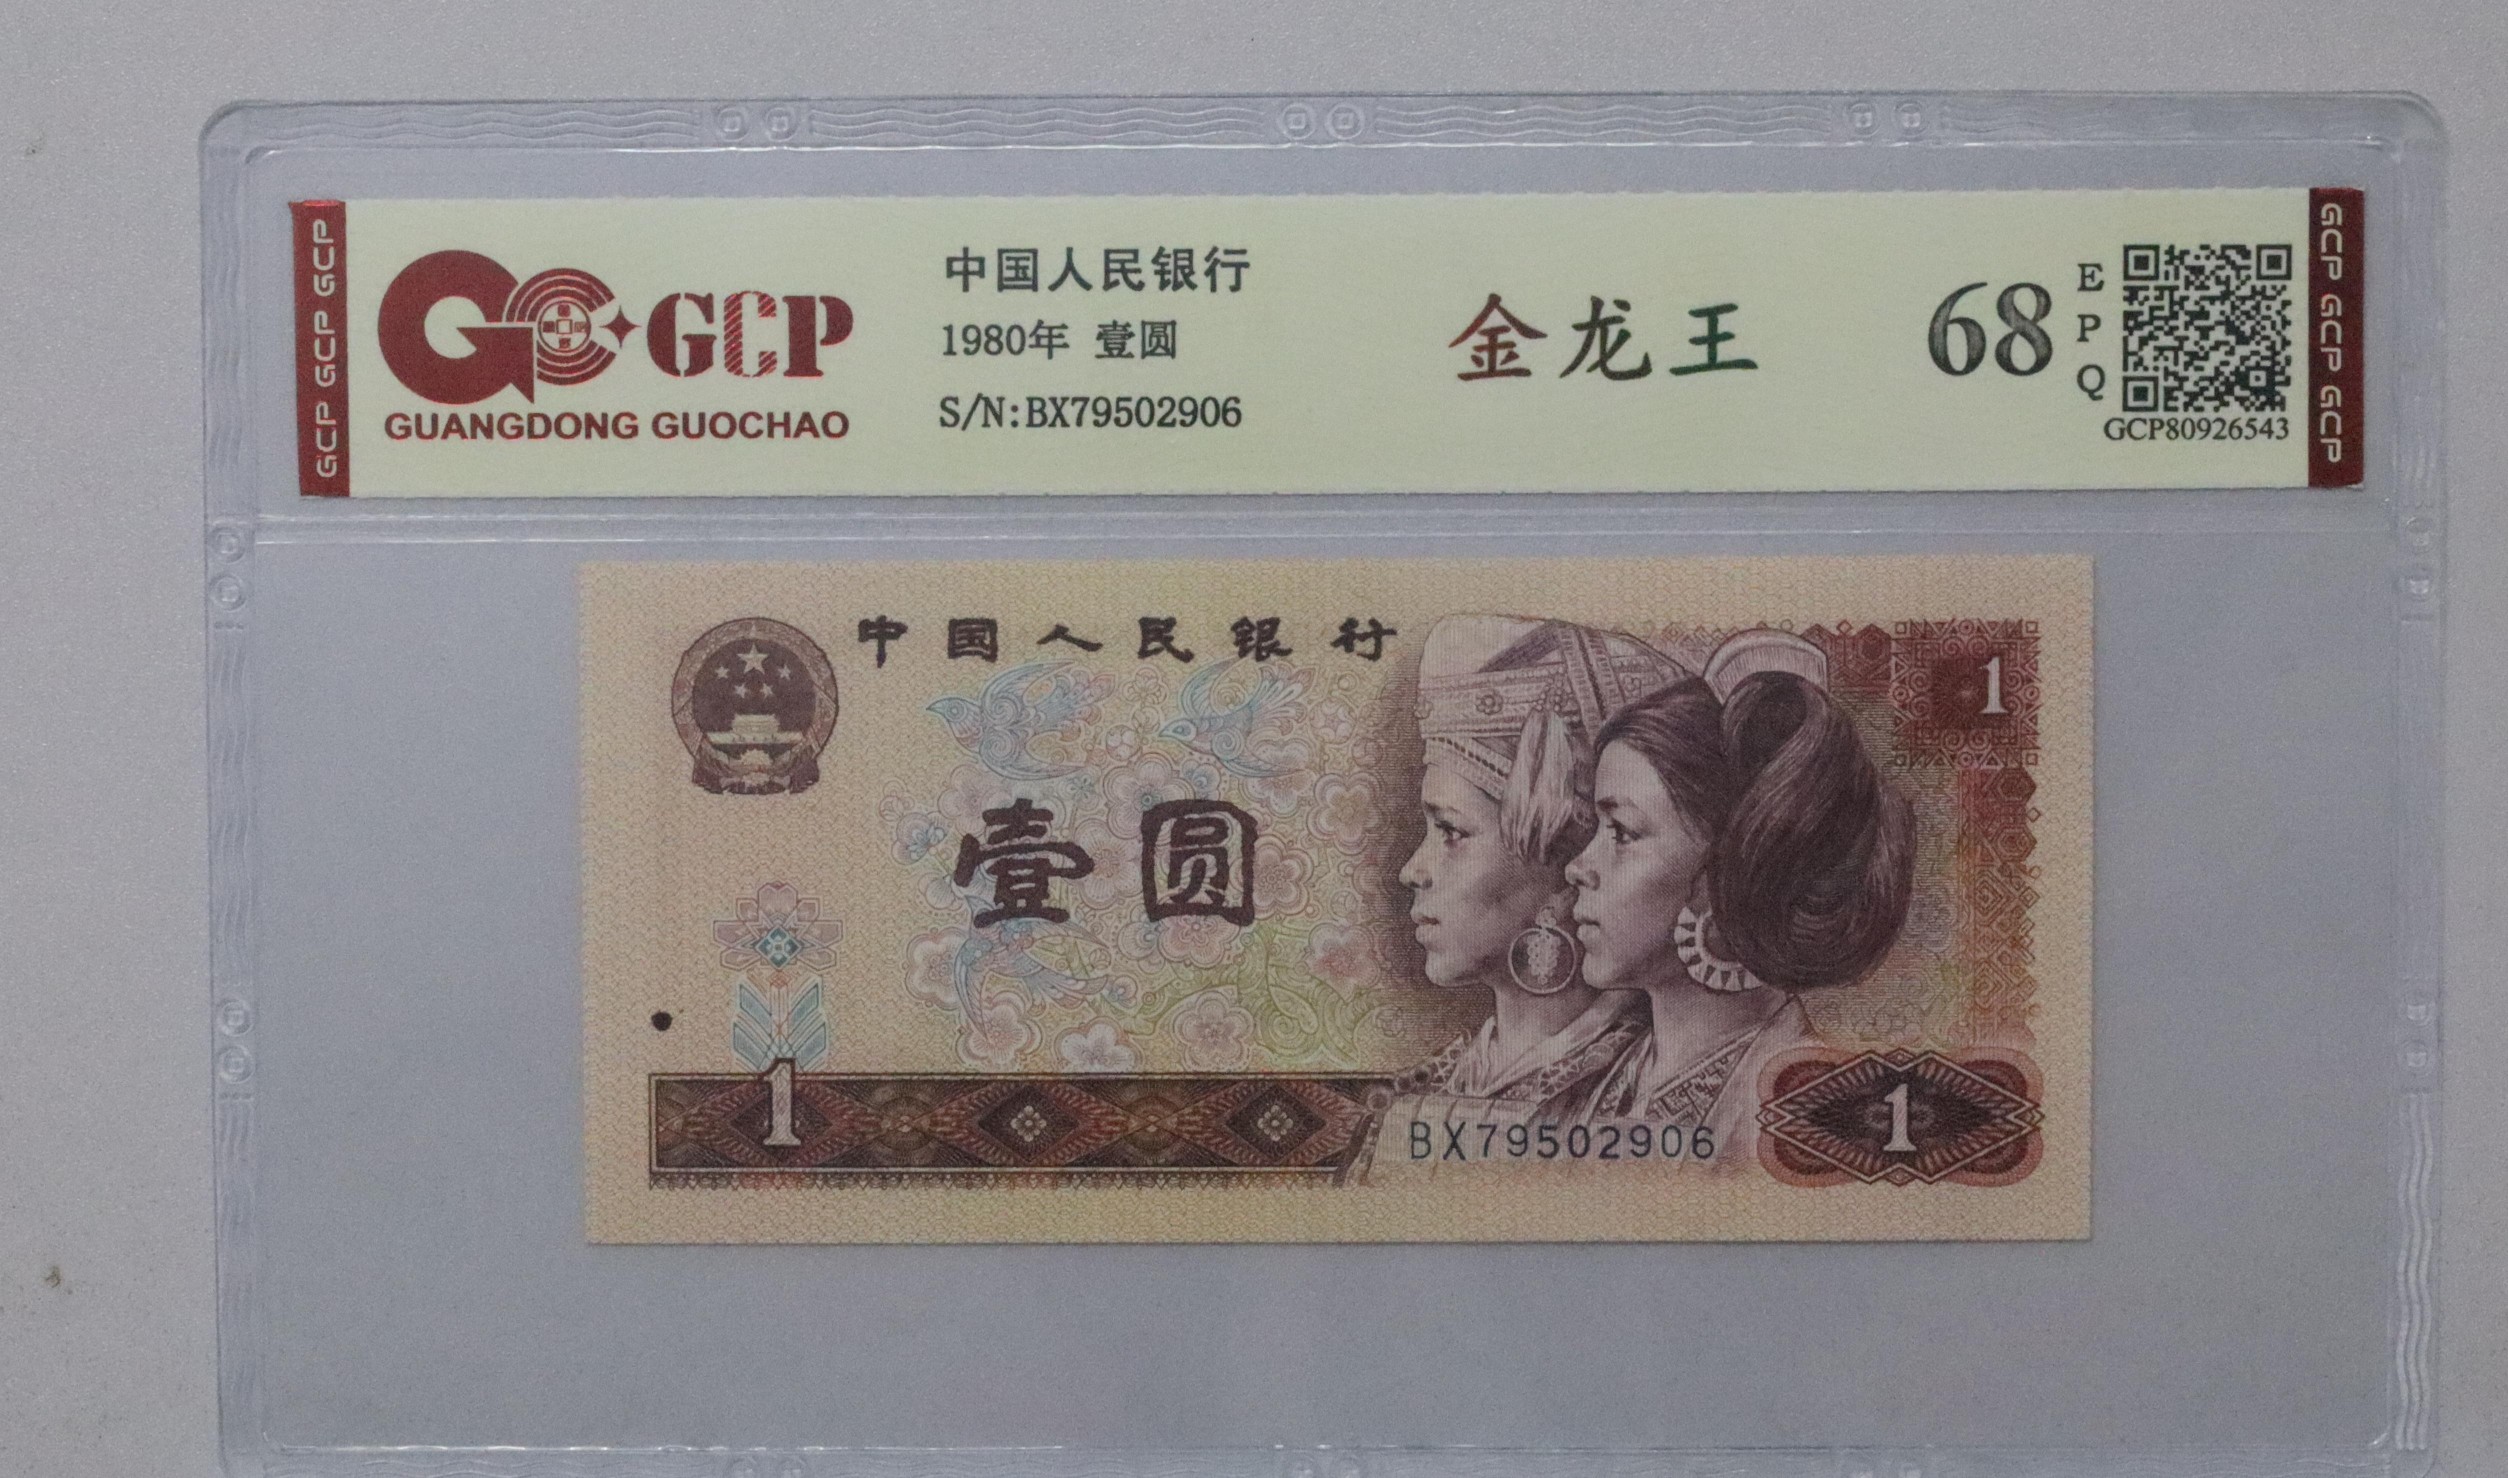 GCP GCP GCP
GCP
GUANGDONG GUOCHAO
中国人民银行
1980年 壹圆
S/N:BX79502906
金龙王
68
E
P
Q
GCP80926543
GCP GCP GCP
中国人民银行
1
壹圆
1
BX79502906
1